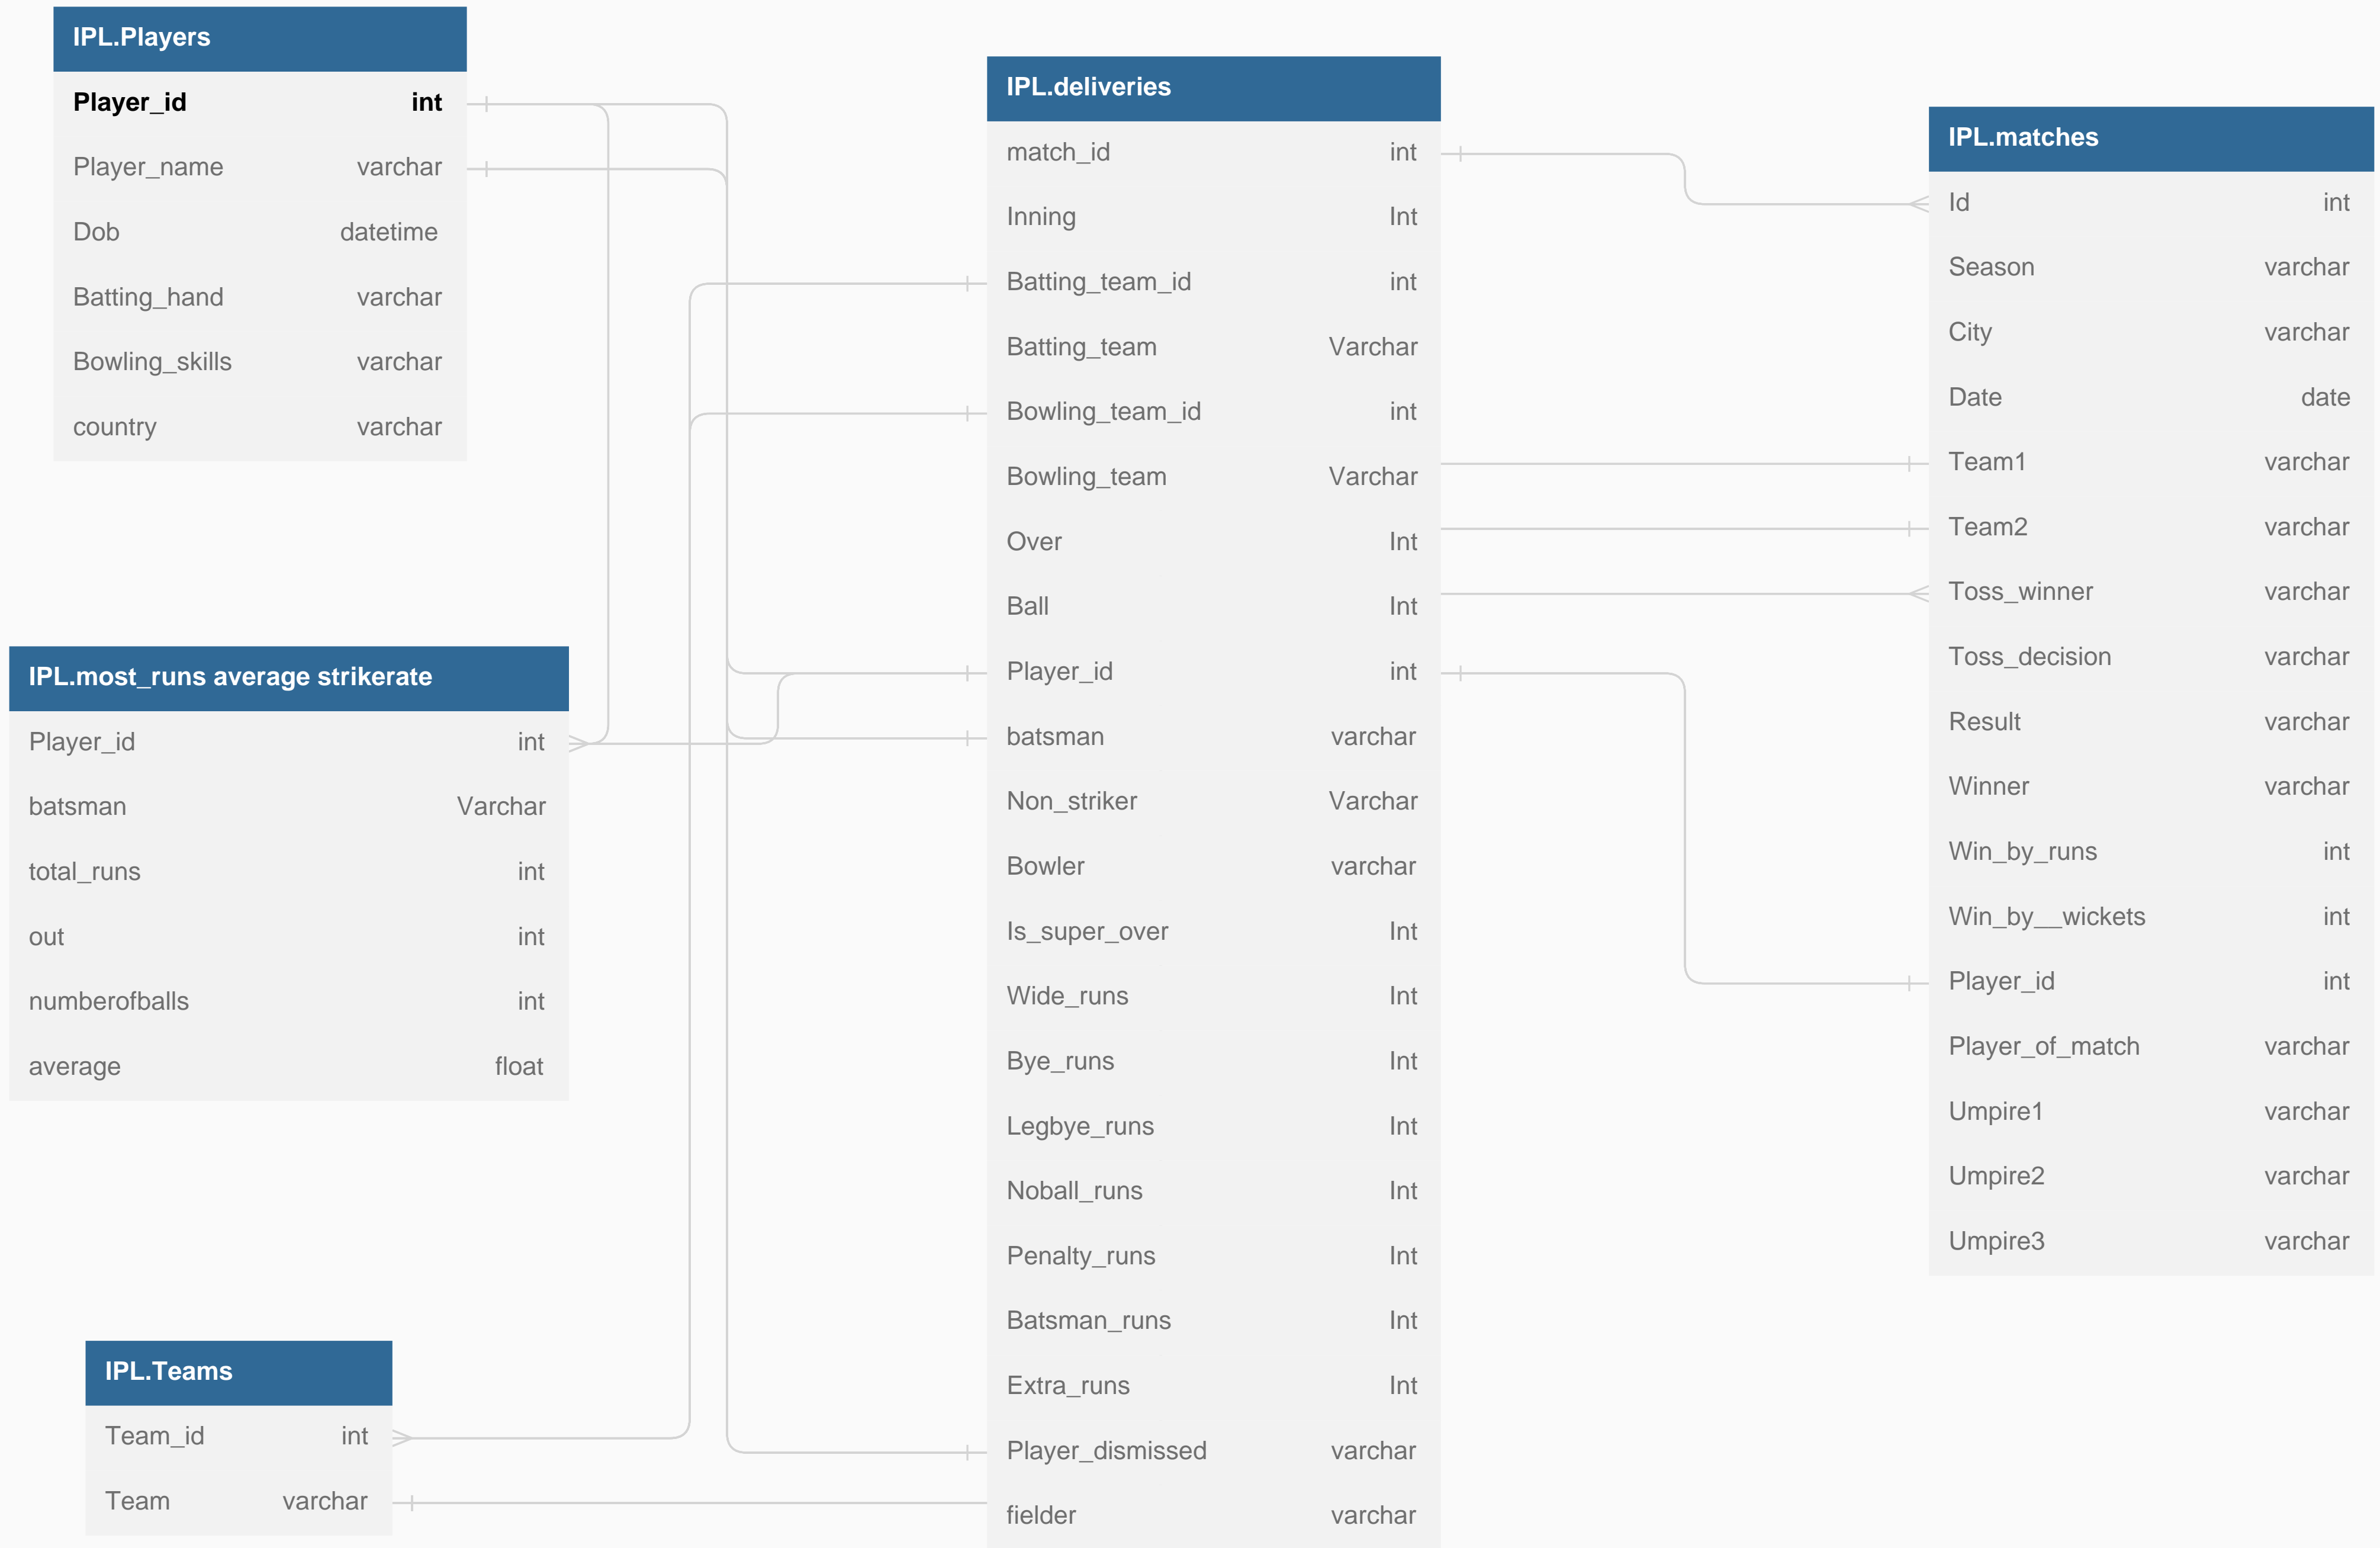 IPL.Players
Player_id int
Player_name varchar
Dob datetime
Batting_hand varchar
Bowling_skills varchar
country varchar
IPL.most_runs average strikerate
Player_id int
batsman Varchar
total_runs int
out int
numberofballs int
average float
IPL.Teams
Team_id int
Team varchar
IPL.deliveries
match_id int
Inning Int
Batting_team_id int
Batting_team Varchar
Bowling_team_id int
Bowling_team Varchar
Over Int
Ball Int
Player_id int
batsman varchar
Non_striker Varchar
Bowler varchar
Is_super_over Int
Wide_runs Int
Bye_runs Int
Legbye_runs Int
Noball_runs Int
Penalty_runs Int
Batsman_runs Int
Extra_runs Int
Player_dismissed varchar
fielder varchar
IPL.matches
Id int
Season varchar
City varchar
Date date
Team1 varchar
Team2 varchar
Toss_winner varchar
Toss_decision varchar
Result varchar
Winner varchar
Win_by_runs int
Win_by__wickets int
Player_id int
Player_of_match varchar
Umpire1 varchar
Umpire2 varchar
Umpire3 varchar